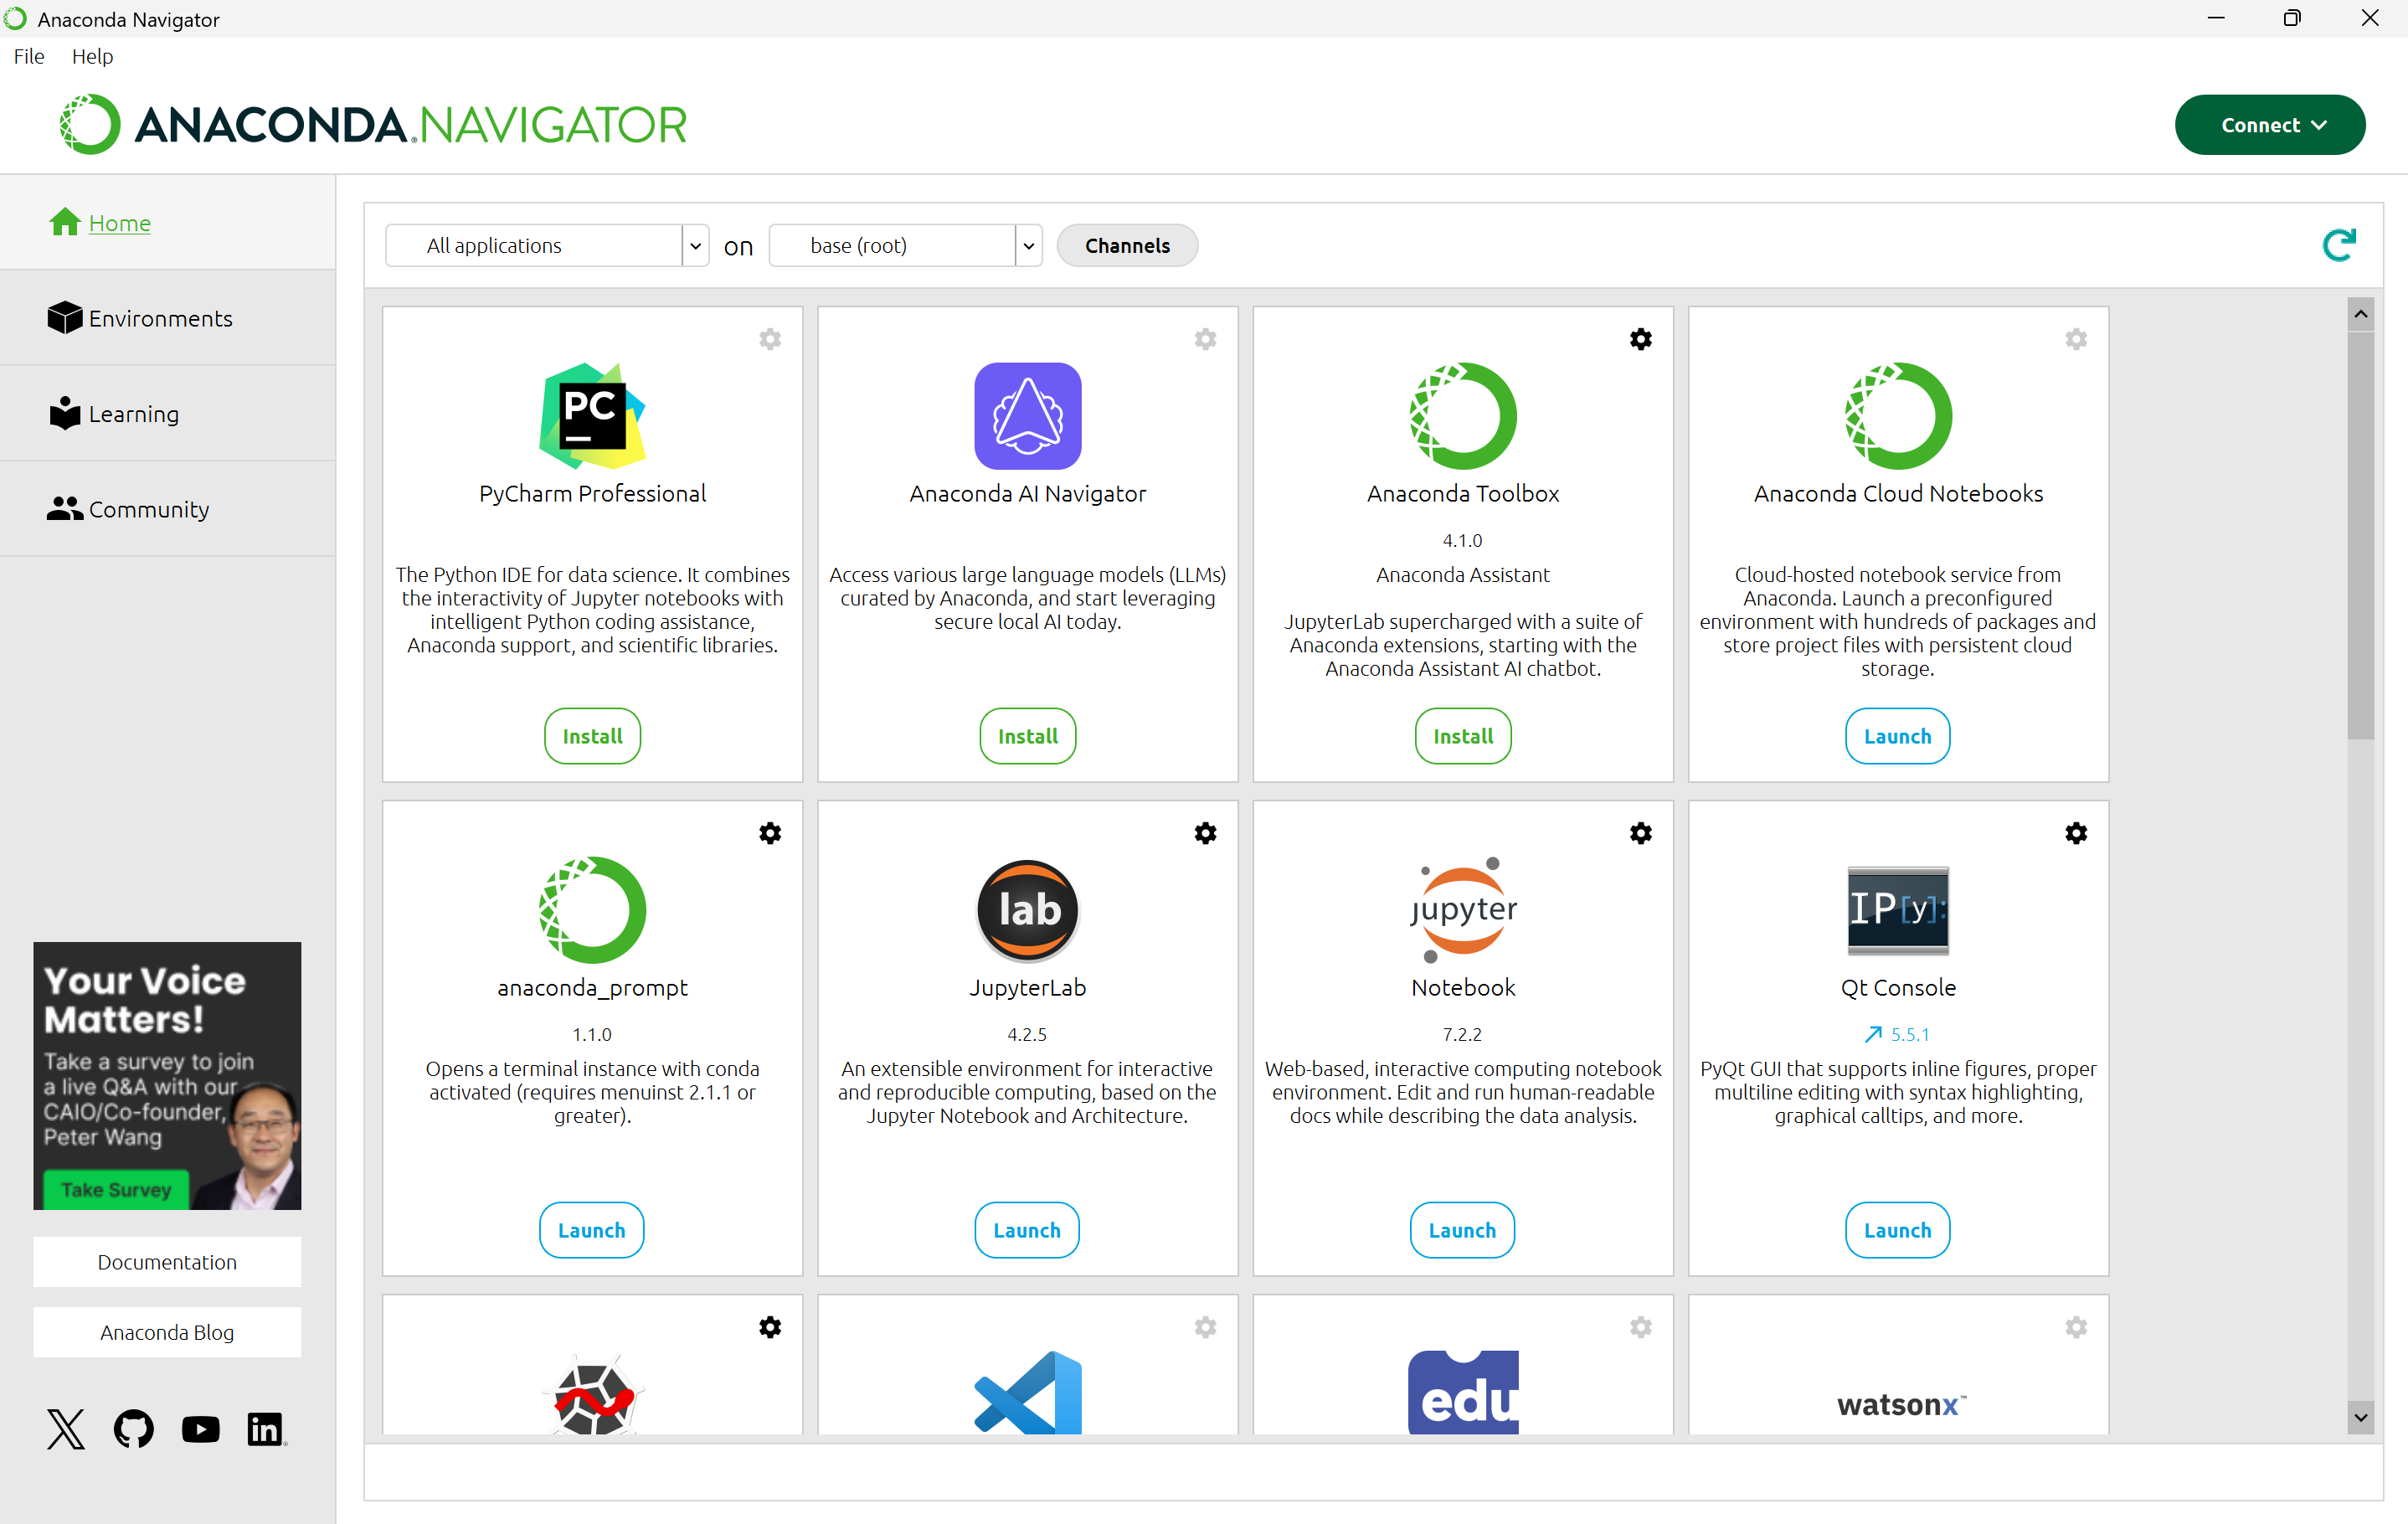 Anaconda Navigator
File Help
ANACONDA.NAVIGATOR
Connect
Home
Environments
Learning
Community
All applications on base (root) Channels
PC
PyCharm Professional
The Python IDE for data science. It combines
the interactivity of Jupyter notebooks with
intelligent Python coding assistance,
Anaconda support, and scientific libraries.
Install
Anaconda AI Navigator
Access various large language models (LLMs)
curated by Anaconda, and start leveraging
secure local AI today.
Install
Anaconda Toolbox
4.1.0
Anaconda Assistant
JupyterLab supercharged with a suite of
Anaconda extensions, starting with the
Anaconda Assistant AI chatbot.
Install
Anaconda Cloud Notebooks
Cloud-hosted notebook service from
Anaconda. Launch a preconfigured
environment with hundreds of packages and
store project files with persistent cloud
storage.
Launch
anaconda_prompt
1.1.0
Opens a terminal instance with conda
activated (requires menuinst 2.1.1 or
greater).
Launch
lab
JupyterLab
4.2.5
An extensible environment for interactive
and reproducible computing, based on the
Jupyter Notebook and Architecture.
Launch
jupyter
Notebook
7.2.2
Web-based, interactive computing notebook
environment. Edit and run human-readable
docs while describing the data analysis.
Launch
IP[y]:
Qt Console
5.5.1
PyQt GUI that supports inline figures, proper
multiline editing with syntax highlighting,
graphical calltips, and more.
Launch
edu
watsonx™
Your Voice
Matters!
Take a survey to join
a live Q&A with our
CAIO/Co-founder,
Peter Wang
Take Survey
Documentation
Anaconda Blog
in